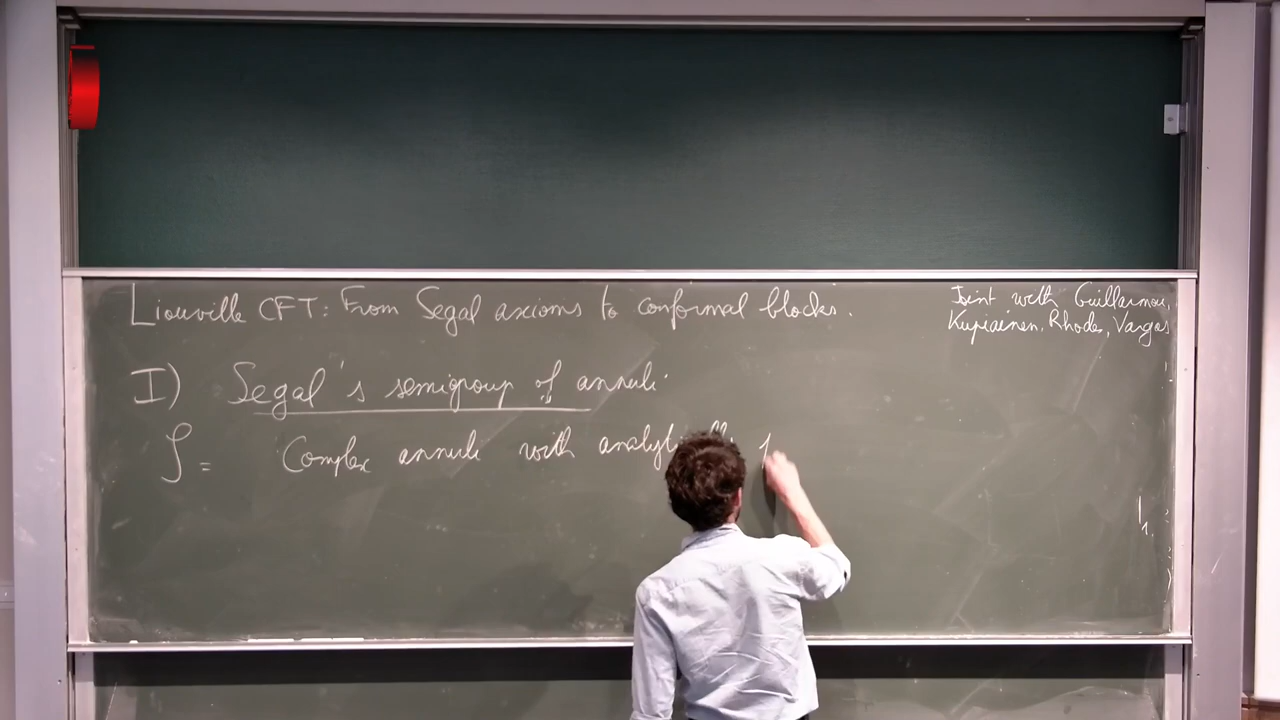 Liouville CFT: From Segal axioms to conformal blocks.
Joint with Guillarmou,
Kupiainen, Rhodes, Vargas
I) Segal's semigroup of annuli.
S = Complex annuli with